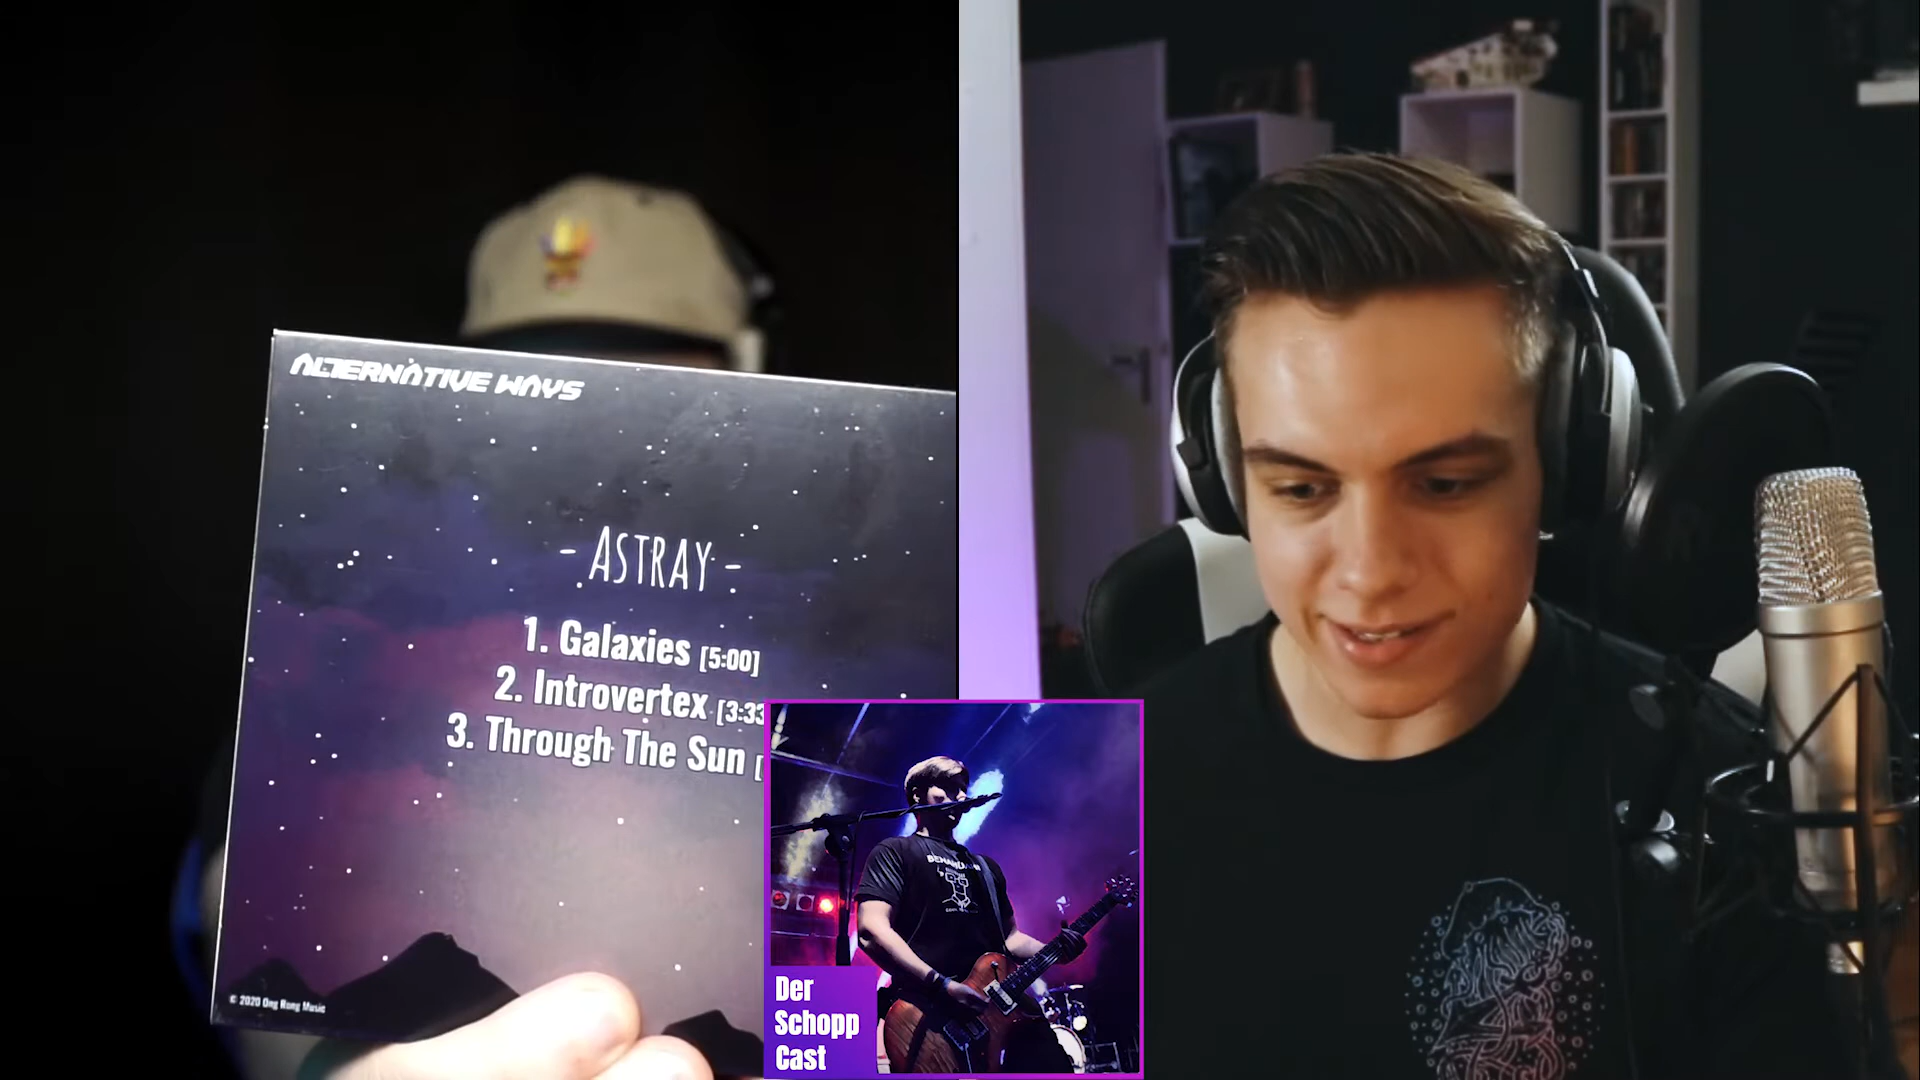 ALTERNATIVE WAYS
- ASTRAY -
1. Galaxies [5:00]
2. Introvertex [3:33
3. Through The Sun [
© 2020 Ong Rong Music
Der
Schopp
Cast